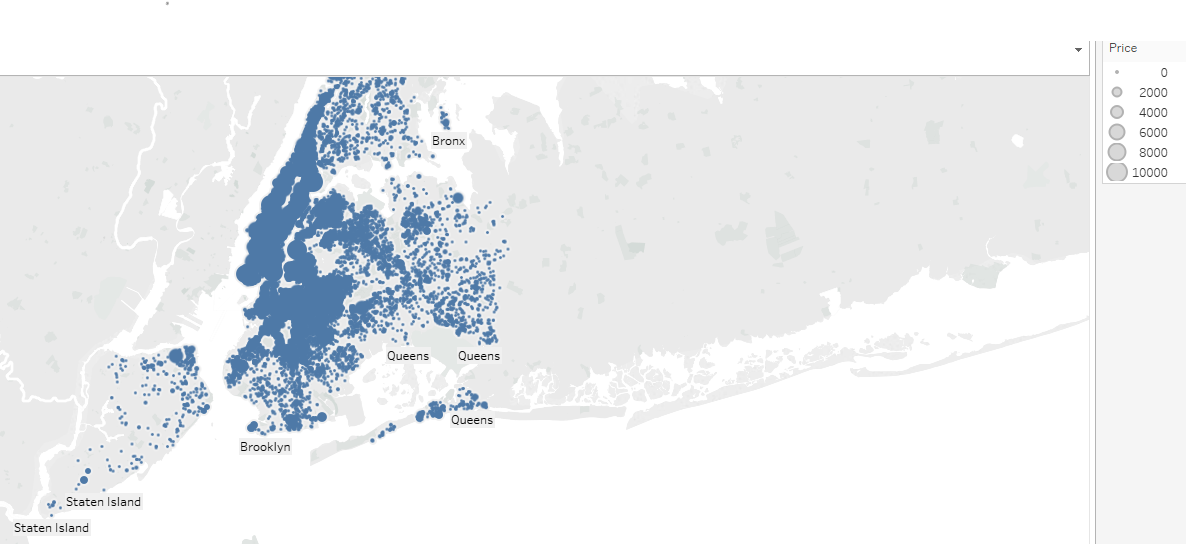 Price
0
2000
4000
6000
8000
10000
Bronx
Queens
Queens
Queens
Brooklyn
Staten Island
Staten Island